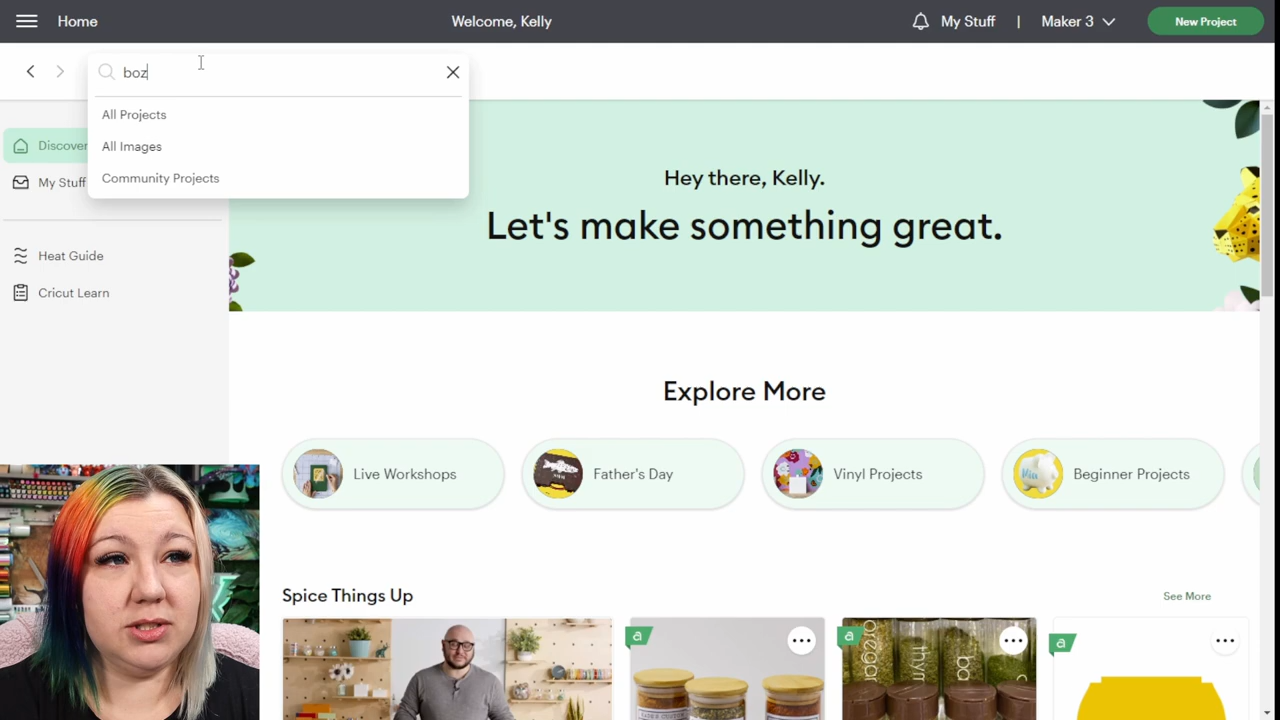 Home
Welcome, Kelly
My Stuff | Maker 3
New Project
boz
All Projects
All Images
Community Projects
Discover
My Stuff
Heat Guide
Cricut Learn
Hey there, Kelly.
Let's make something great.
Explore More
Live Workshops
Father's Day
Vinyl Projects
Beginner Projects
Spice Things Up
See More
a
a
a